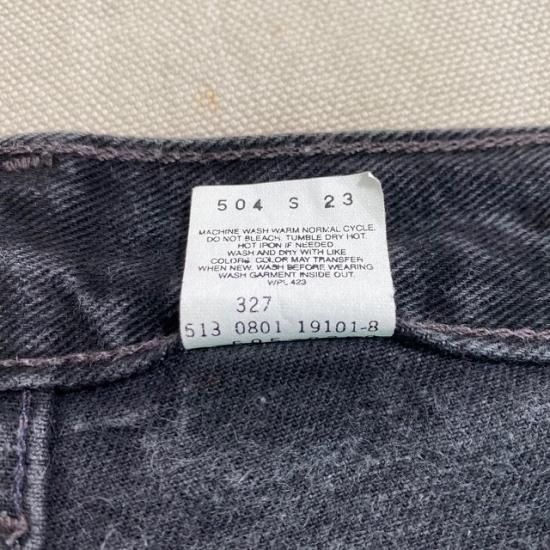 504 S 23
MACHINE WASH WARM NORMAL CYCLE.
DO NOT BLEACH. TUMBLE DRY HOT.
HOT IRON IF NEEDED
WASH AND DRY WITH LIKE
COLORS. COLOR MAY TRANSFER
WHEN NEW. WASH BEFORE WEARING
WASH GARMENT INSIDE OUT.
WPL 423
327
513 0801 19101-8